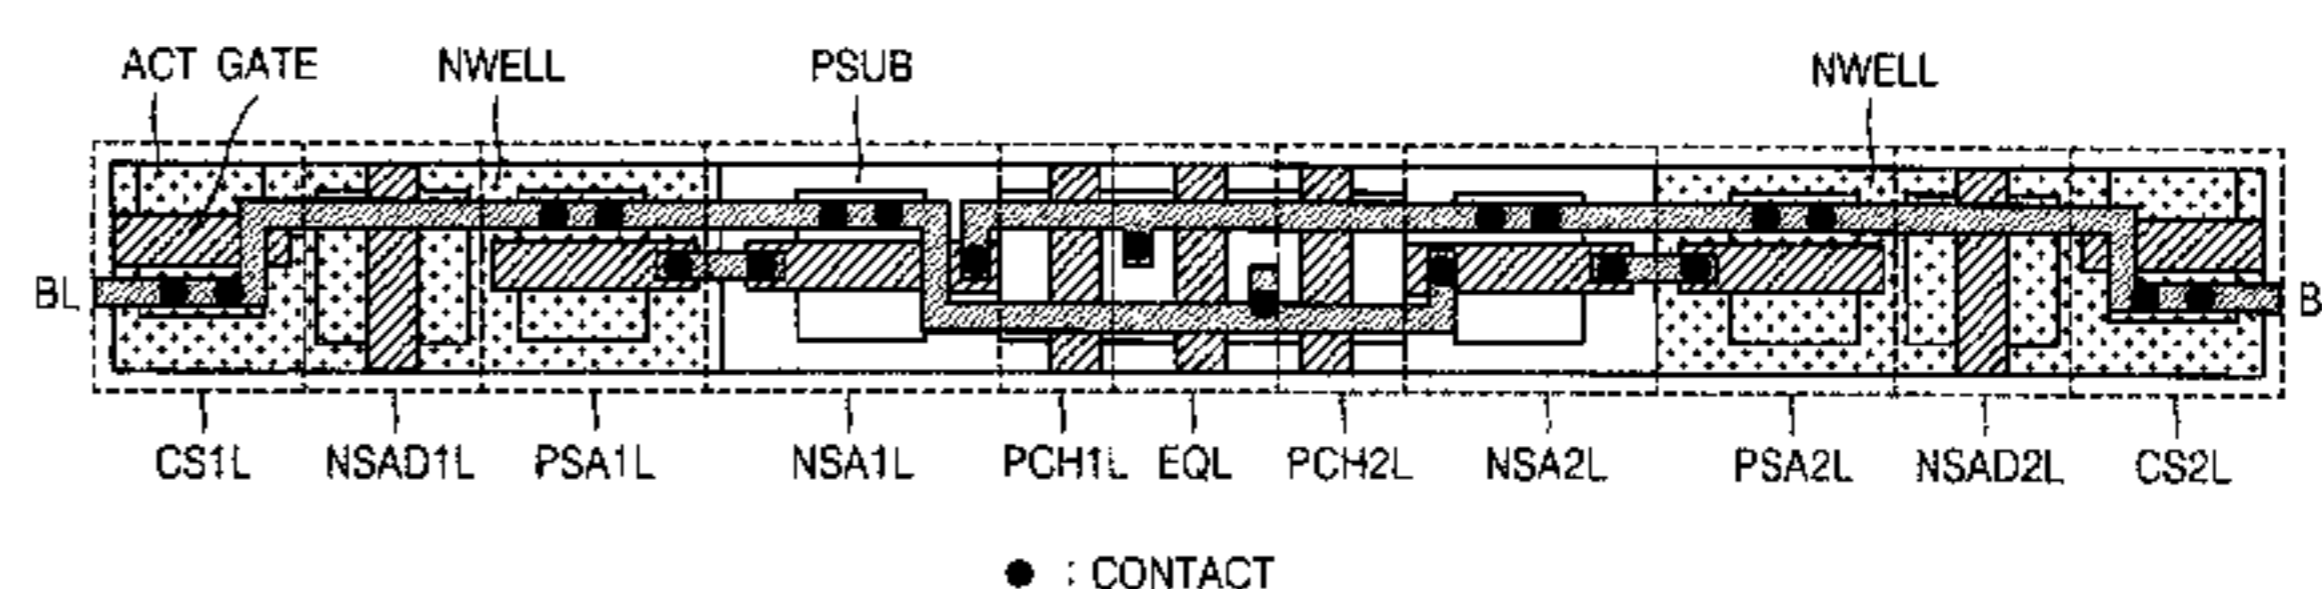 ACT GATE NWELL PSUB NWELL
BL B
CS1L NSAD1L PSA1L NSA1L PCH1L EQL PCH2L NSA2L PSA2L NSAD2L CS2L
● : CONTACT